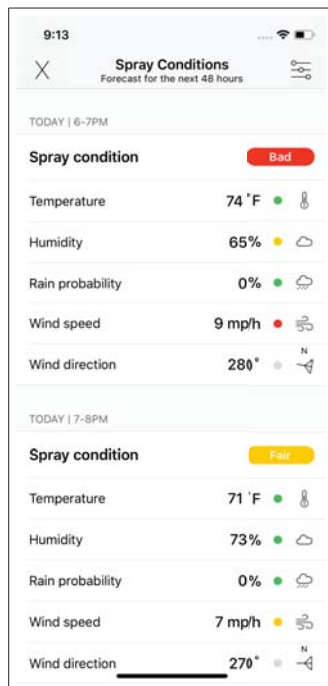 9:13
Spray Conditions
Forecast for the next 48 hours
TODAY | 6-7PM
Spray condition Bad
Temperature 74 °F
Humidity 65%
Rain probability 0%
Wind speed 9 mp/h
N
Wind direction 280°
TODAY | 7-8PM
Spray condition Fair
Temperature 71 °F
Humidity 73%
Rain probability 0%
Wind speed 7 mp/h
N
Wind direction 270°